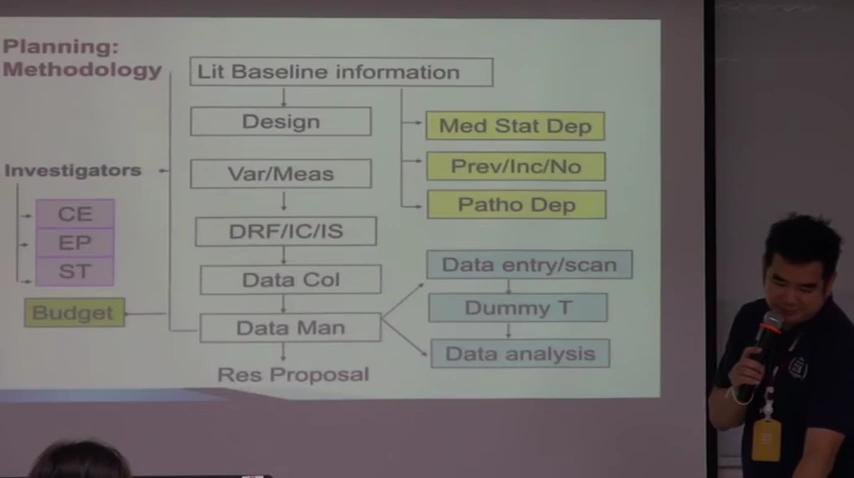 Planning:
Methodology
Lit Baseline information
Design
Med Stat Dep
Prev/Inc/No
Var/Meas
Investigators
Patho Dep
CE
DRF/IC/IS
EP
Data entry/scan
ST
Data Col
Budget
Dummy T
Data Man
Data analysis
Res Proposal